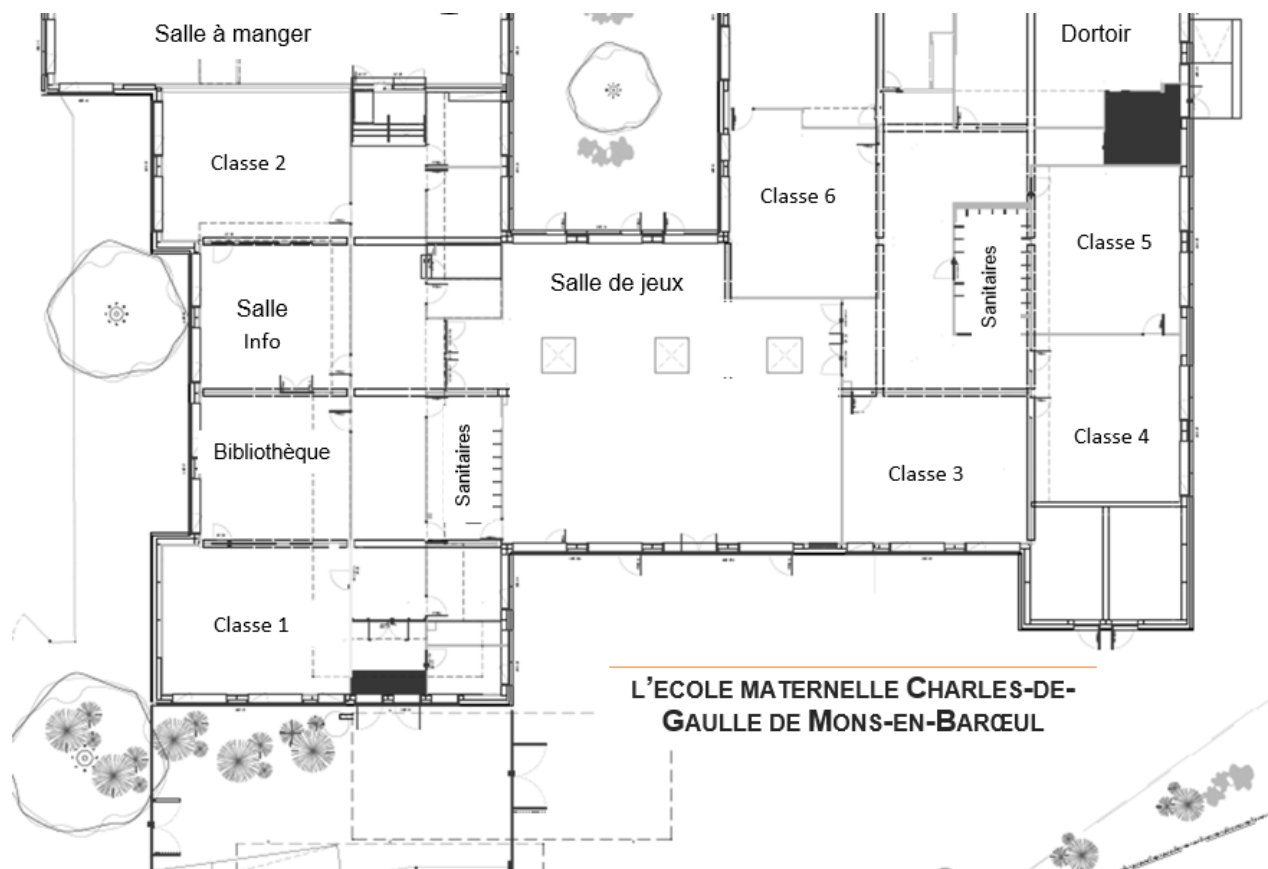 Salle à manger
Dortoir
Classe 2
Classe 6
Classe 5
Salle de jeux
Sanitaires
Salle
Info
Bibliothèque
Sanitaires
Classe 4
Classe 3
Classe 1
L'ECOLE MATERNELLE CHARLES-DE-
GAULLE DE MONS-EN-BARŒUL